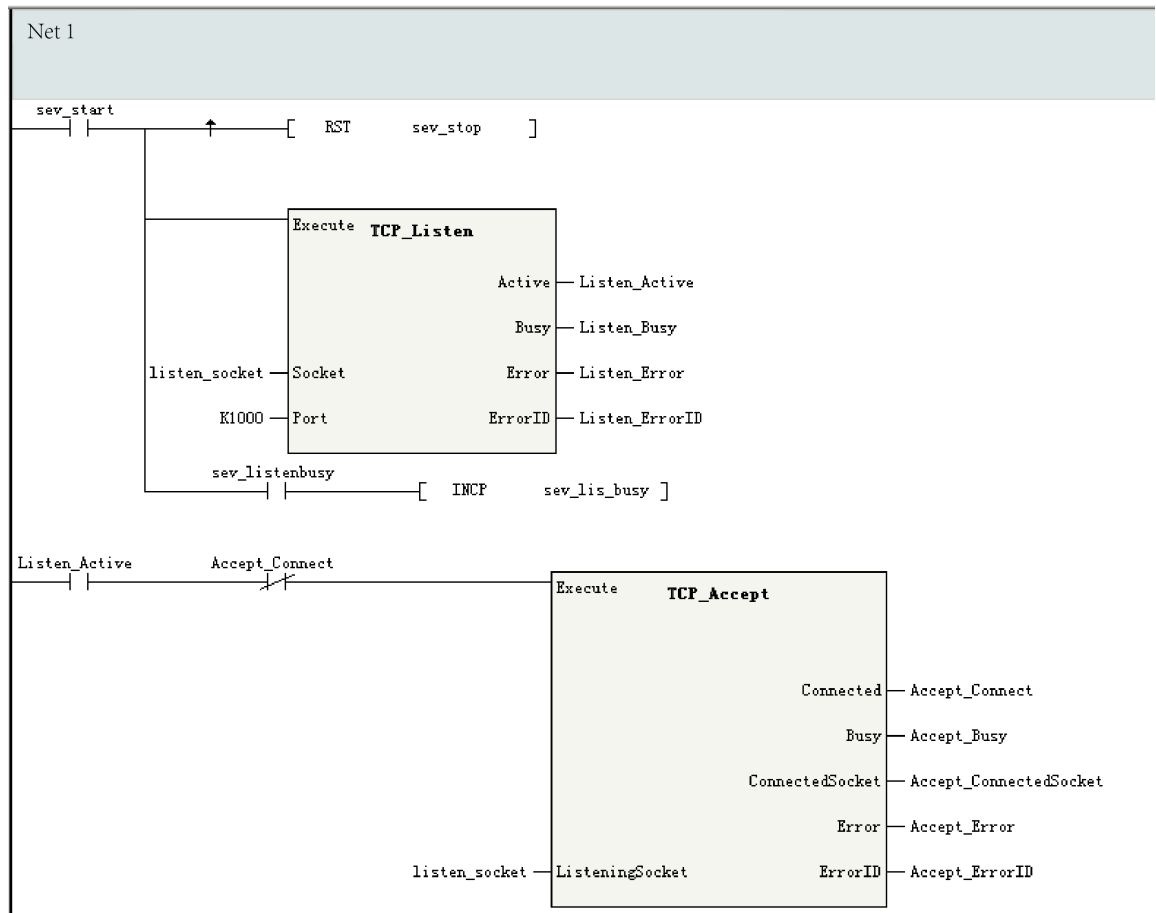 Net 1
sev_start
[ RST sev_stop ]
Execute TCP_Listen
Active Listen_Active
Busy Listen_Busy
listen_socket Socket Error Listen_Error
K1000 Port ErrorID Listen_ErrorID
sev_listenbusy
[ INCP sev_lis_busy ]
Listen_Active Accept_Connect
Execute TCP_Accept
Connected Accept_Connect
Busy Accept_Busy
ConnectedSocket Accept_ConnectedSocket
Error Accept_Error
listen_socket ListeningSocket ErrorID Accept_ErrorID